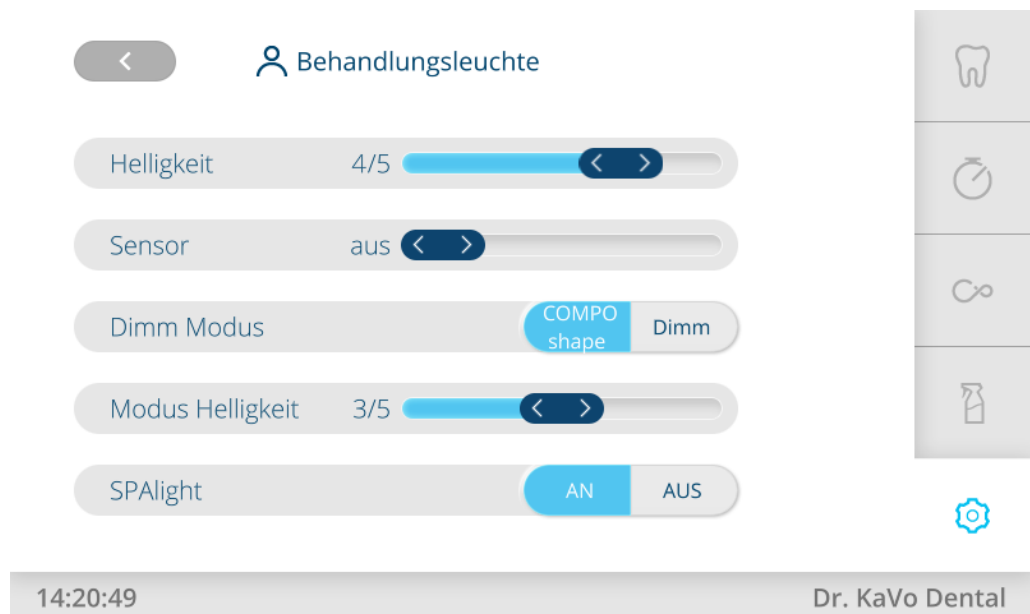 Behandlungsleuchte
Helligkeit 4/5
Sensor aus
Dimm Modus COMPO shape Dimm
Modus Helligkeit 3/5
SPAlight AN AUS
14:20:49 Dr. KaVo Dental